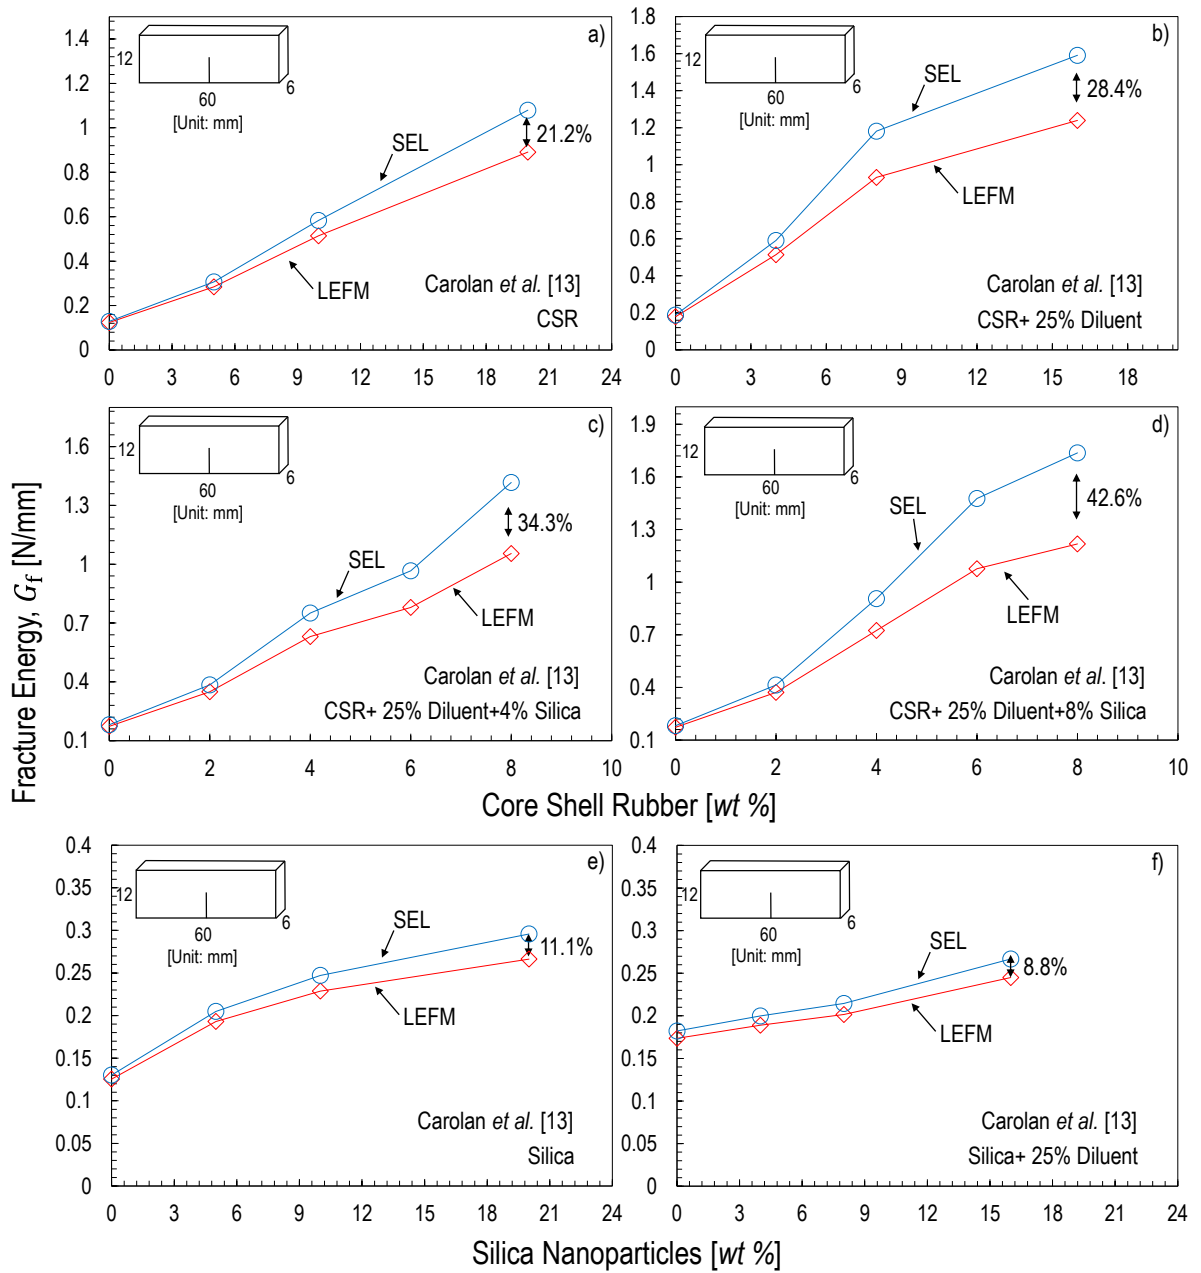 Fracture Energy, G_f [N/mm]
a)
1.4
1.2
1
0.8
0.6
0.4
0.2
0
0 3 6 9 12 15 18 21 24
12
60
6
[Unit: mm]
SEL
21.2%
LEFM
Carolan et al. [13]
CSR
b)
1.8
1.6
1.4
1.2
1
0.8
0.6
0.4
0.2
0
0 3 6 9 12 15 18
12
60
6
[Unit: mm]
SEL
28.4%
LEFM
Carolan et al. [13]
CSR+ 25% Diluent
c)
1.6
1.3
1
0.7
0.4
0.1
0 2 4 6 8 10
12
60
6
[Unit: mm]
34.3%
SEL
LEFM
Carolan et al. [13]
CSR+ 25% Diluent+4% Silica
d)
1.9
1.6
1.3
1
0.7
0.4
0.1
0 2 4 6 8 10
12
60
6
[Unit: mm]
SEL
42.6%
LEFM
Carolan et al. [13]
CSR+ 25% Diluent+8% Silica
Core Shell Rubber [wt %]
e)
0.4
0.35
0.3
0.25
0.2
0.15
0.1
0.05
0
0 3 6 9 12 15 18 21 24
12
60
6
[Unit: mm]
SEL
11.1%
LEFM
Carolan et al. [13]
Silica
f)
0.4
0.35
0.3
0.25
0.2
0.15
0.1
0.05
0
0 3 6 9 12 15 18 21 24
12
60
6
[Unit: mm]
SEL
8.8%
LEFM
Carolan et al. [13]
Silica+ 25% Diluent
Silica Nanoparticles [wt %]